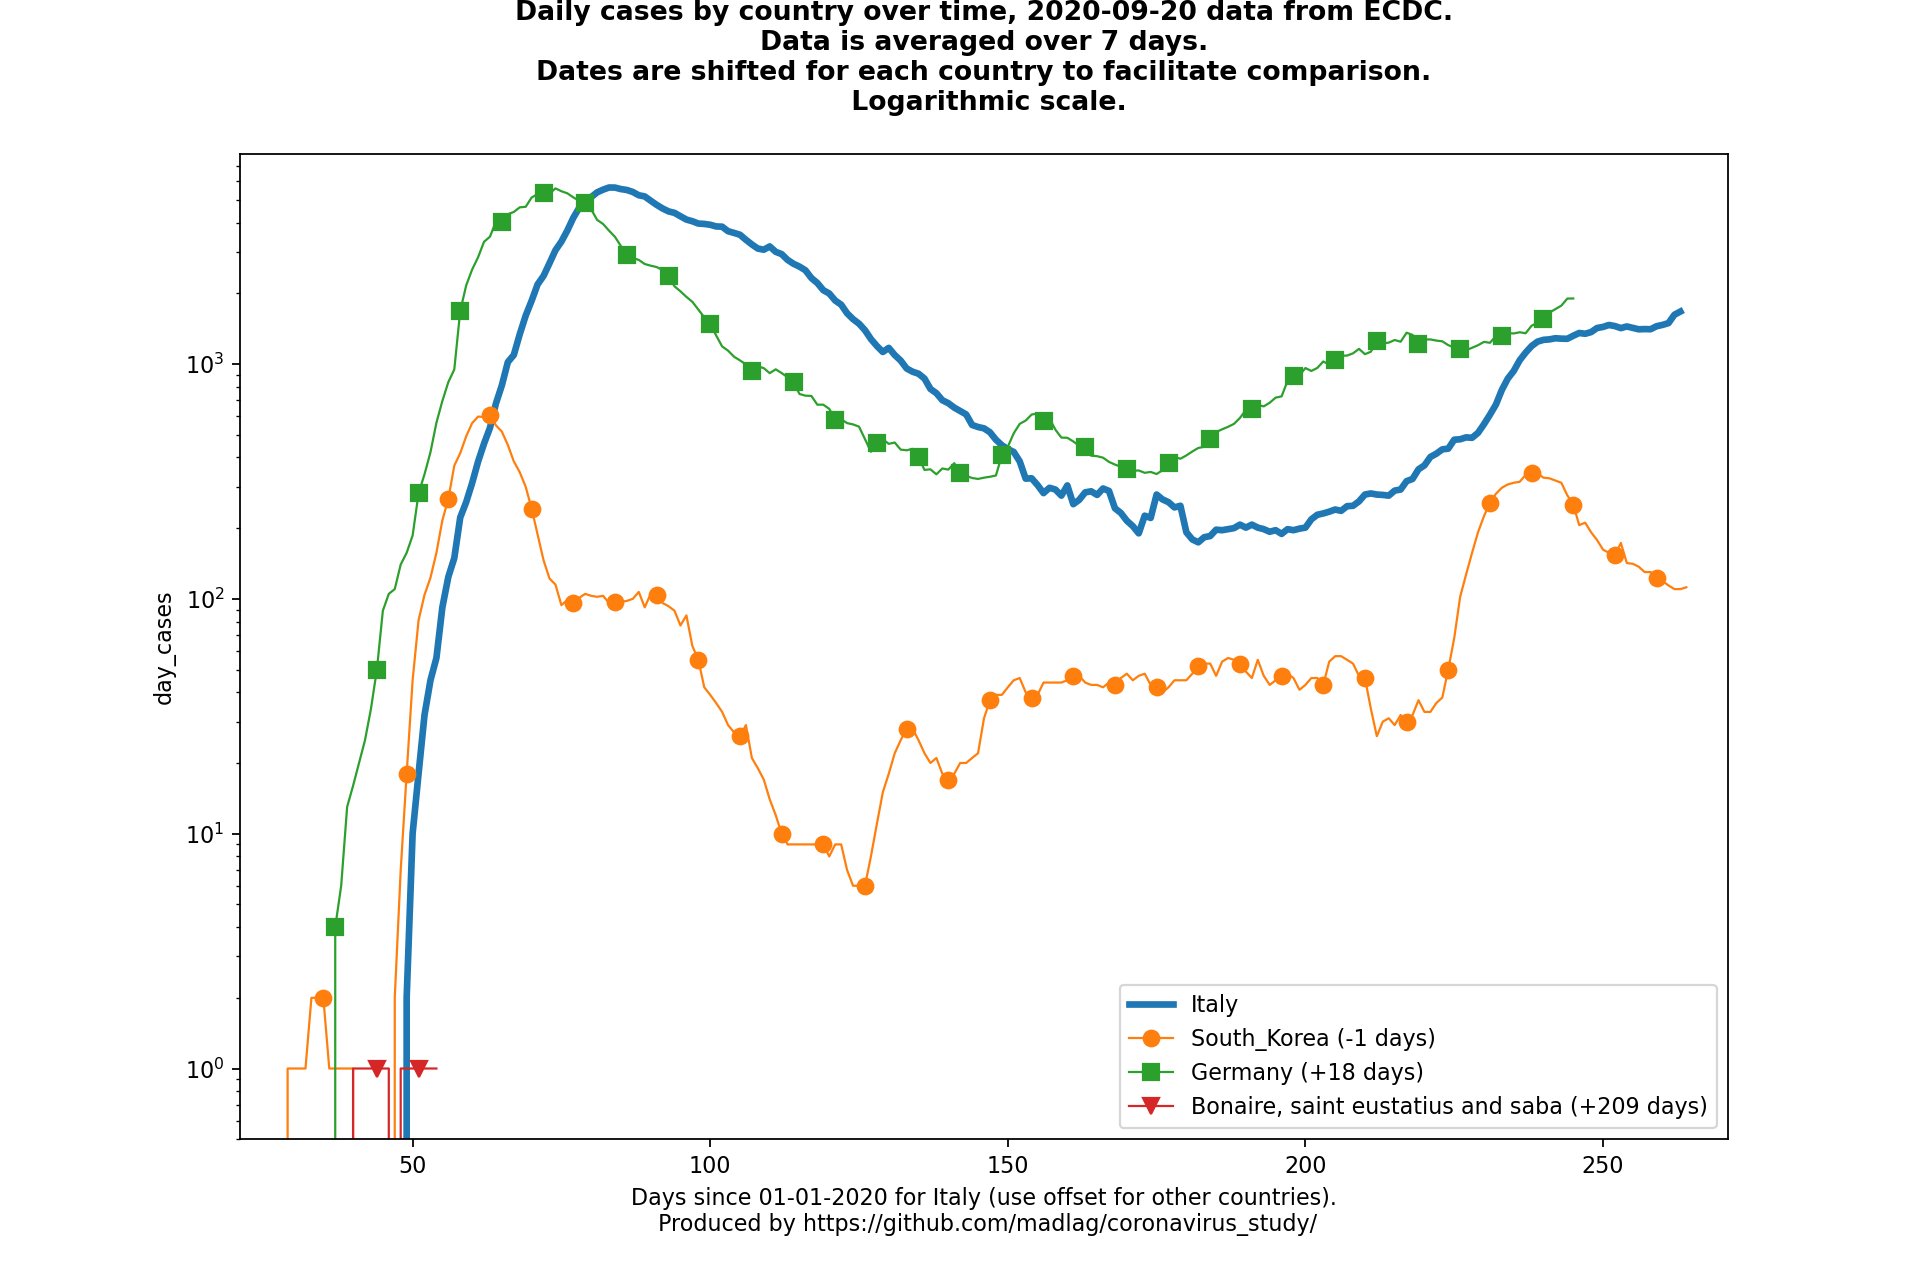 Daily cases by country over time, 2020-09-20 data from ECDC.
Data is averaged over 7 days.
Dates are shifted for each country to facilitate comparison.
Logarithmic scale.
10³
10²
10¹
10⁰
day_cases
Italy
South_Korea (-1 days)
Germany (+18 days)
Bonaire, saint eustatius and saba (+209 days)
50 100 150 200 250
Days since 01-01-2020 for Italy (use offset for other countries).
Produced by https://github.com/madlag/coronavirus_study/